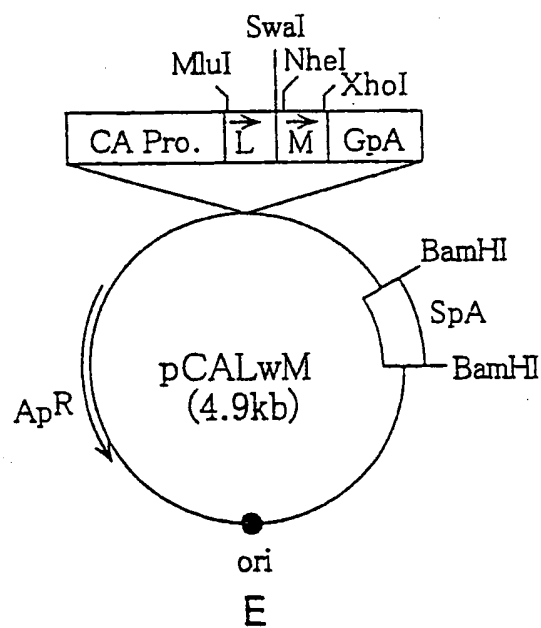 SwaI
MluI
NheI
XhoI
CA Pro.
L
M
GpA
BamHI
SpA
BamHI
pCALwM
(4.9kb)
ApR
ori
E